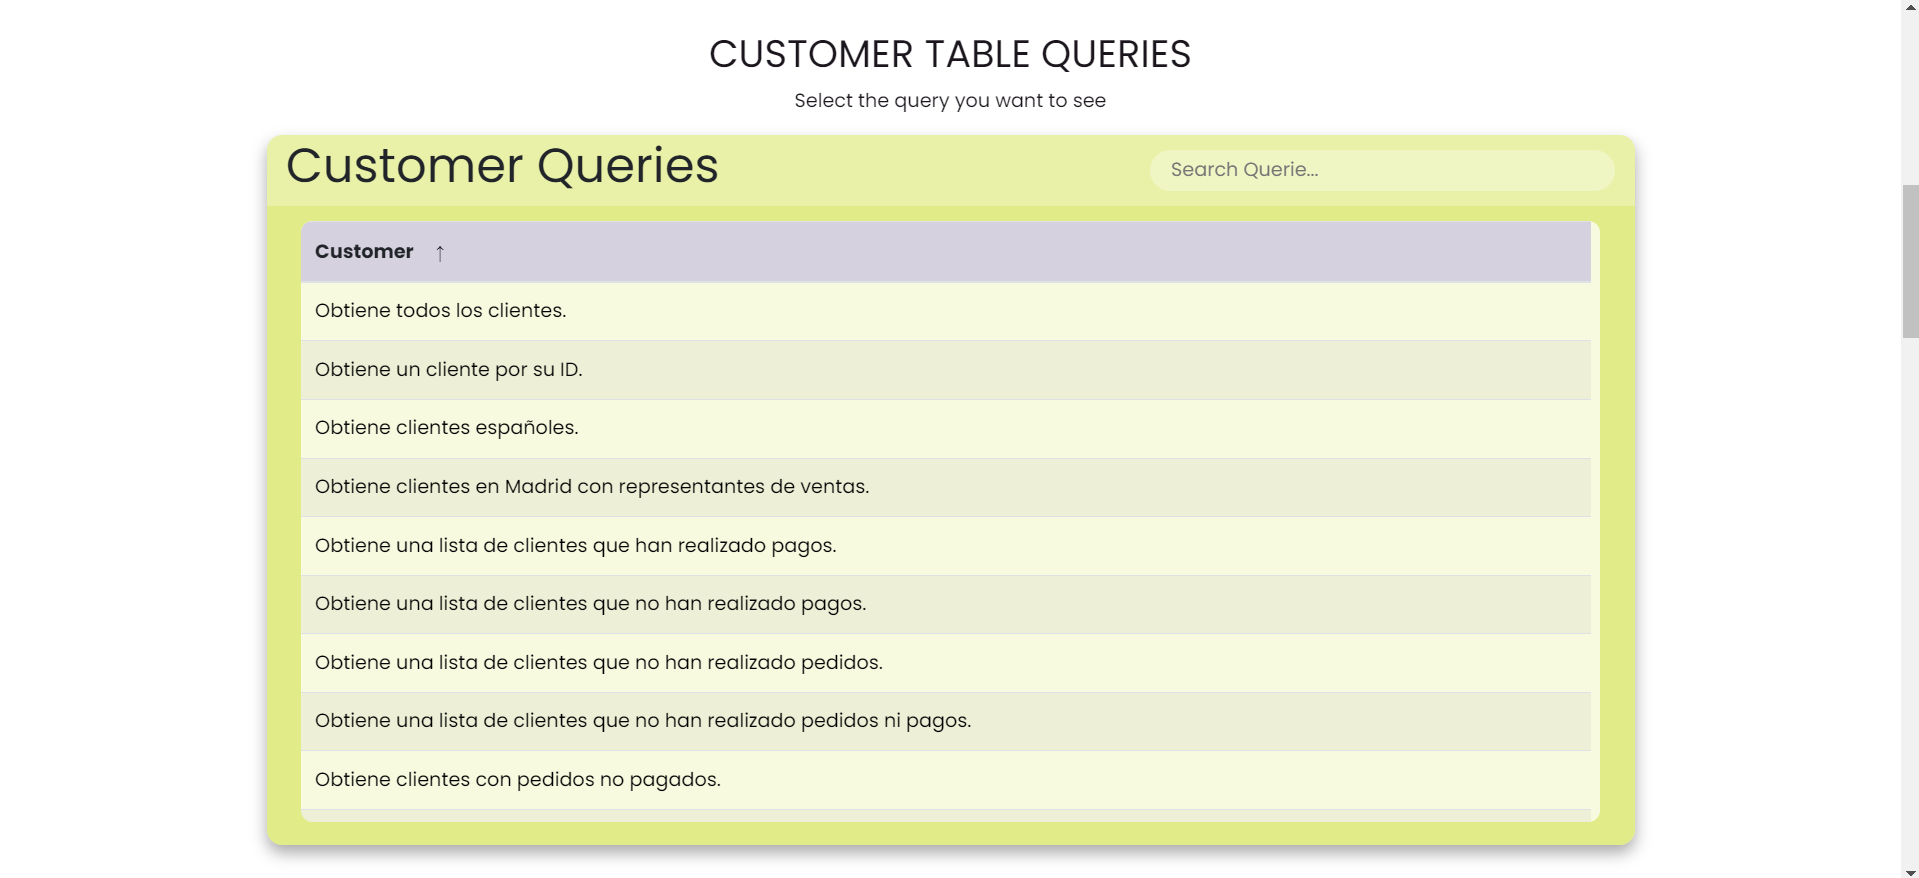 CUSTOMER TABLE QUERIES
Select the query you want to see
Customer Queries
Search Querie...
Customer ↑
Obtiene todos los clientes.
Obtiene un cliente por su ID.
Obtiene clientes españoles.
Obtiene clientes en Madrid con representantes de ventas.
Obtiene una lista de clientes que han realizado pagos.
Obtiene una lista de clientes que no han realizado pagos.
Obtiene una lista de clientes que no han realizado pedidos.
Obtiene una lista de clientes que no han realizado pedidos ni pagos.
Obtiene clientes con pedidos no pagados.